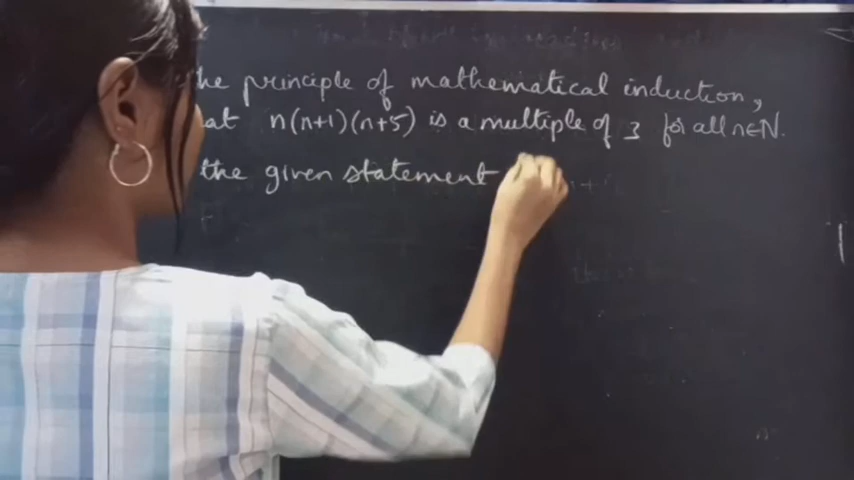 he principle of mathematical induction,
at n(n+1)(n+5) is a multiple of 3 for all n∈N.
the given statement